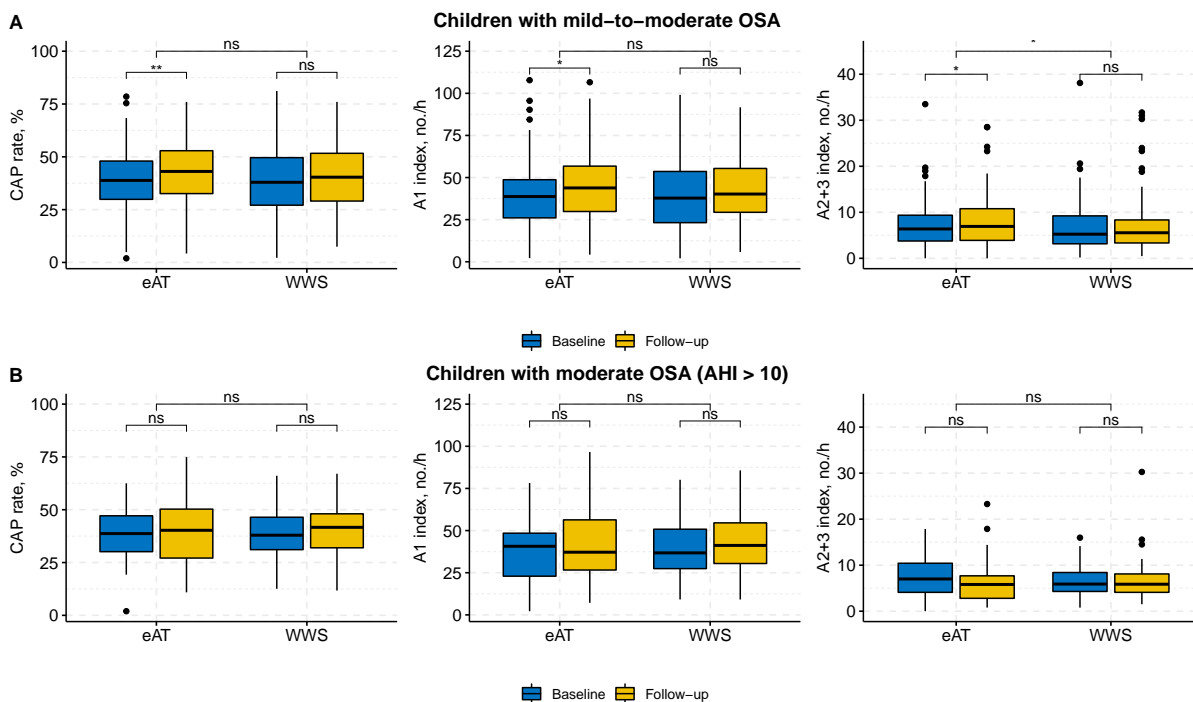 A
Children with mild−to−moderate OSA
CAP rate, %
100
75
50
25
0
ns
**
ns
eAT
WWS
A1 index, no./h
125
100
75
50
25
0
ns
*
ns
eAT
WWS
A2+3 index, no./h
40
30
20
10
0
*
*
ns
eAT
WWS
Baseline
Follow−up
B
Children with moderate OSA (AHI > 10)
CAP rate, %
100
75
50
25
0
ns
ns
ns
eAT
WWS
A1 index, no./h
125
100
75
50
25
0
ns
ns
ns
eAT
WWS
A2+3 index, no./h
40
30
20
10
0
ns
ns
ns
eAT
WWS
Baseline
Follow−up